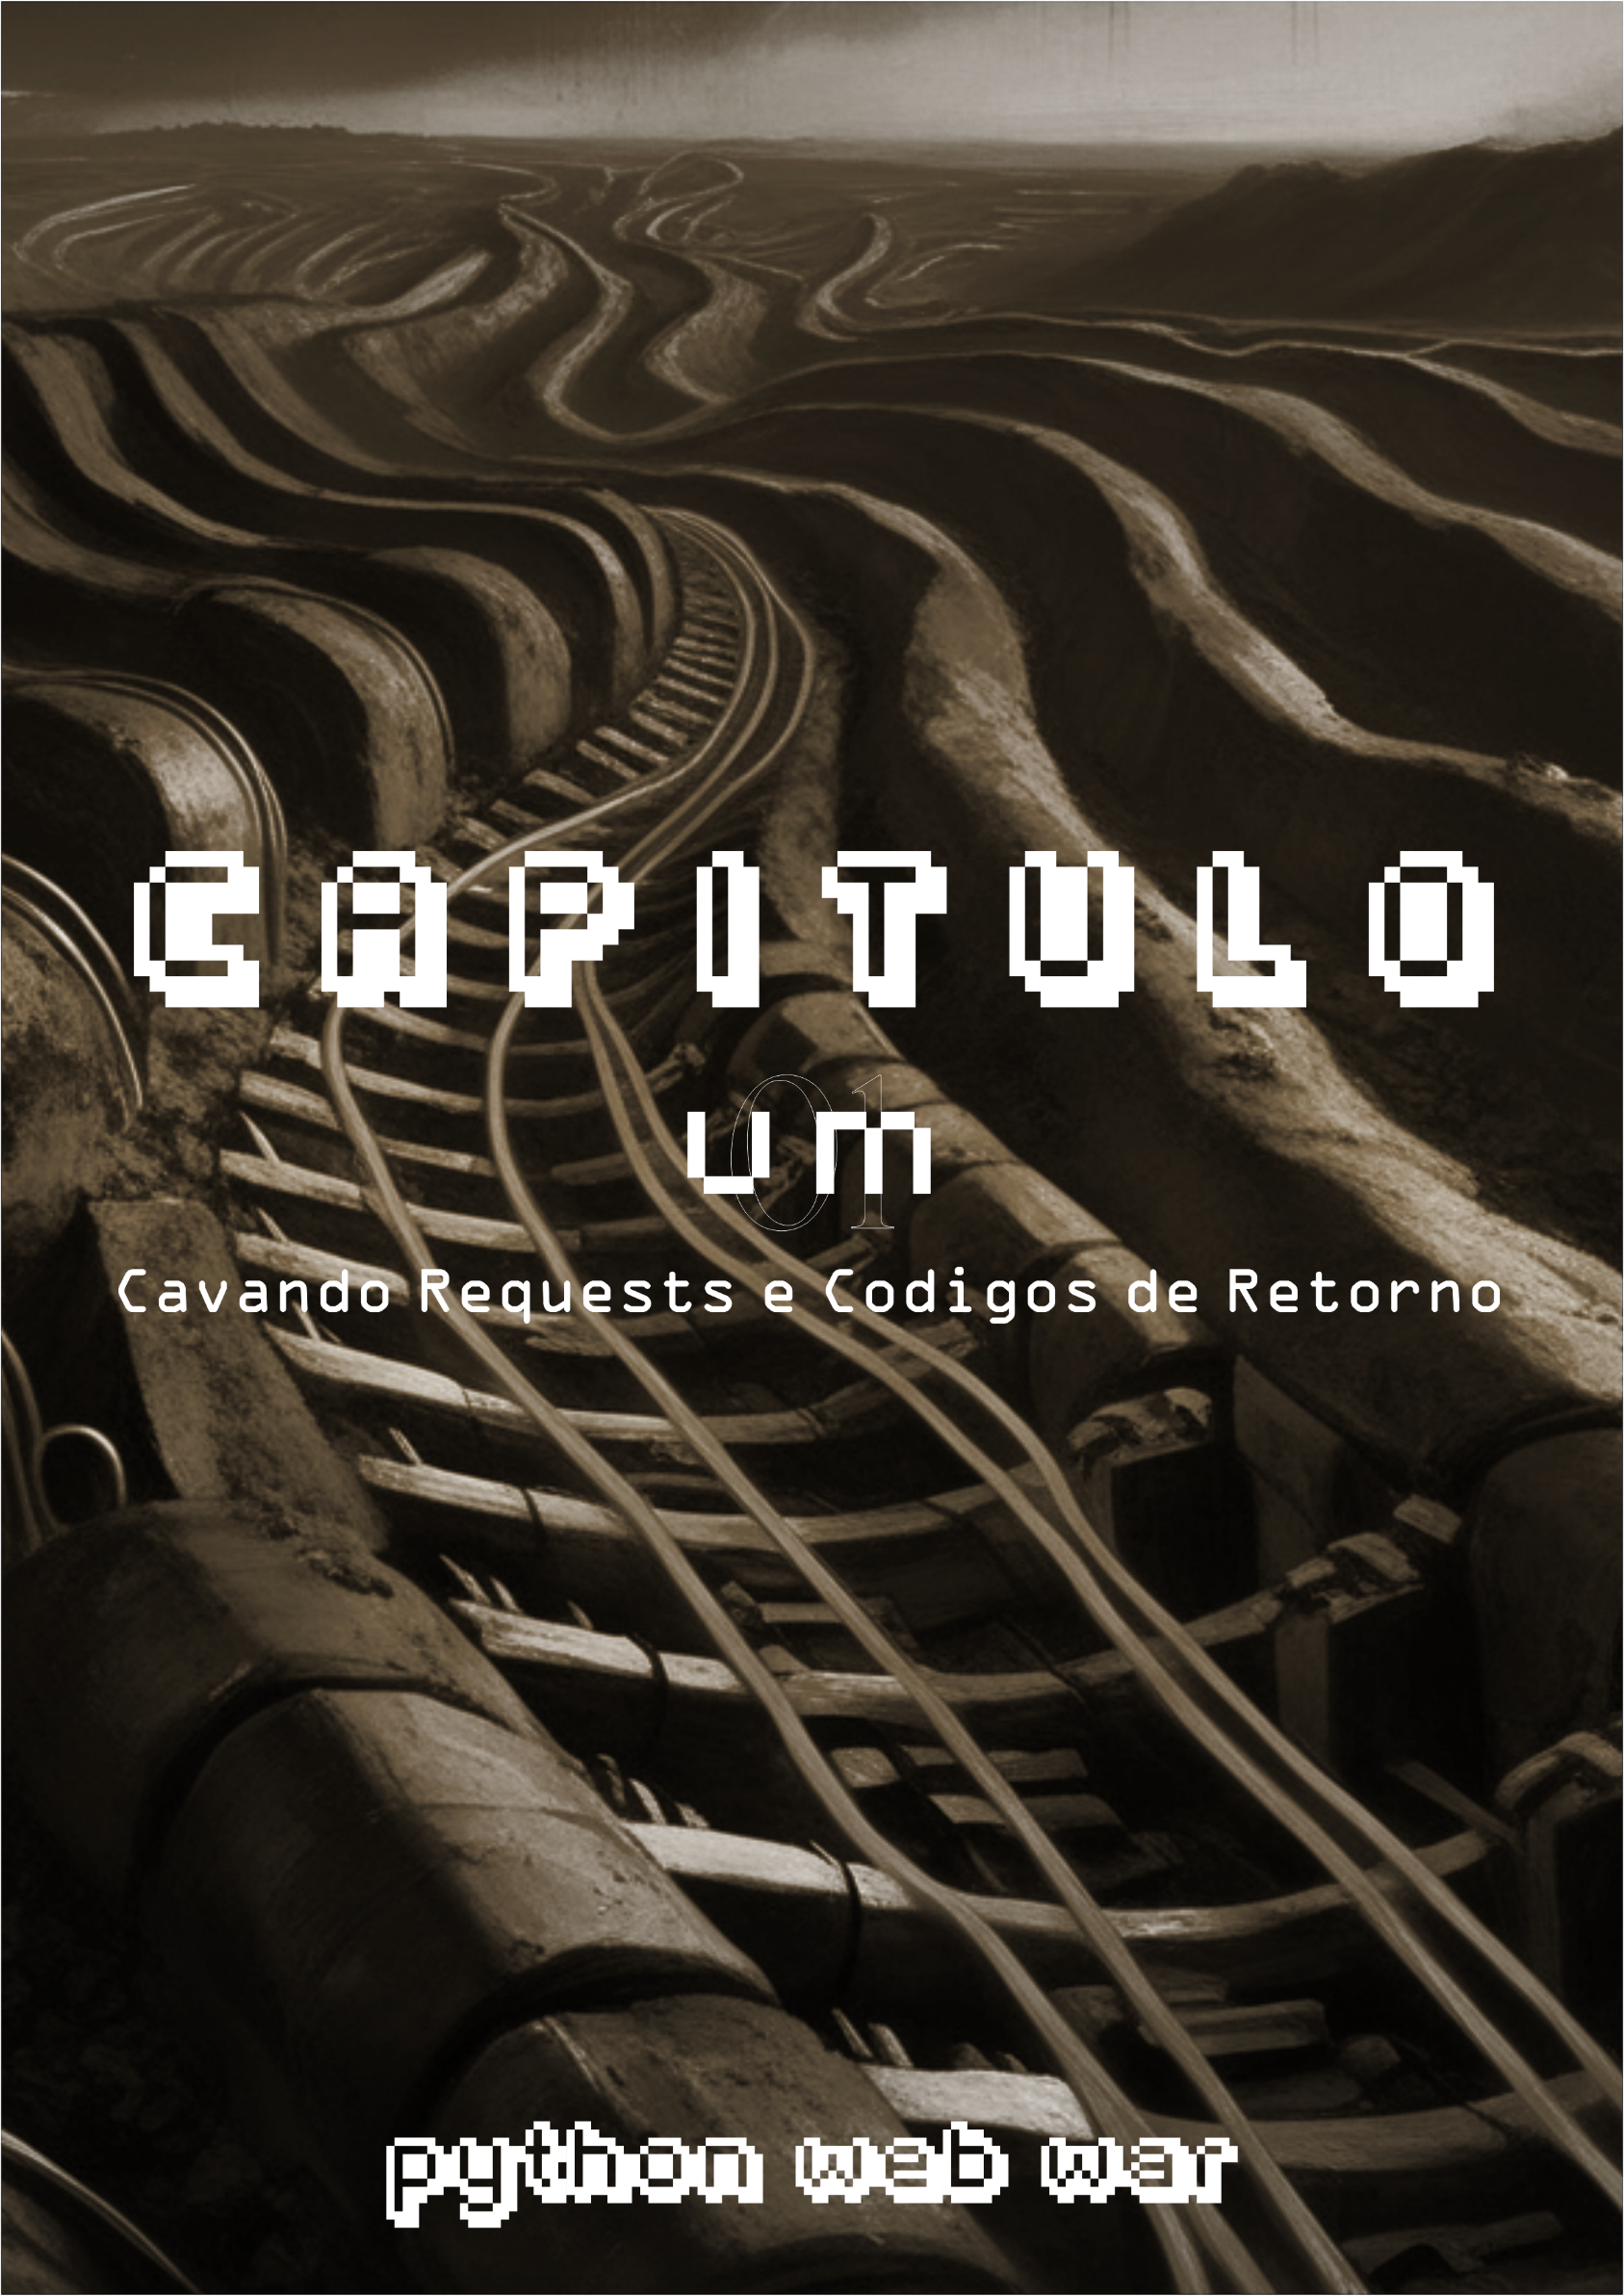 CAPITULO
um
01
Cavando Requests e Codigos de Retorno
python web war